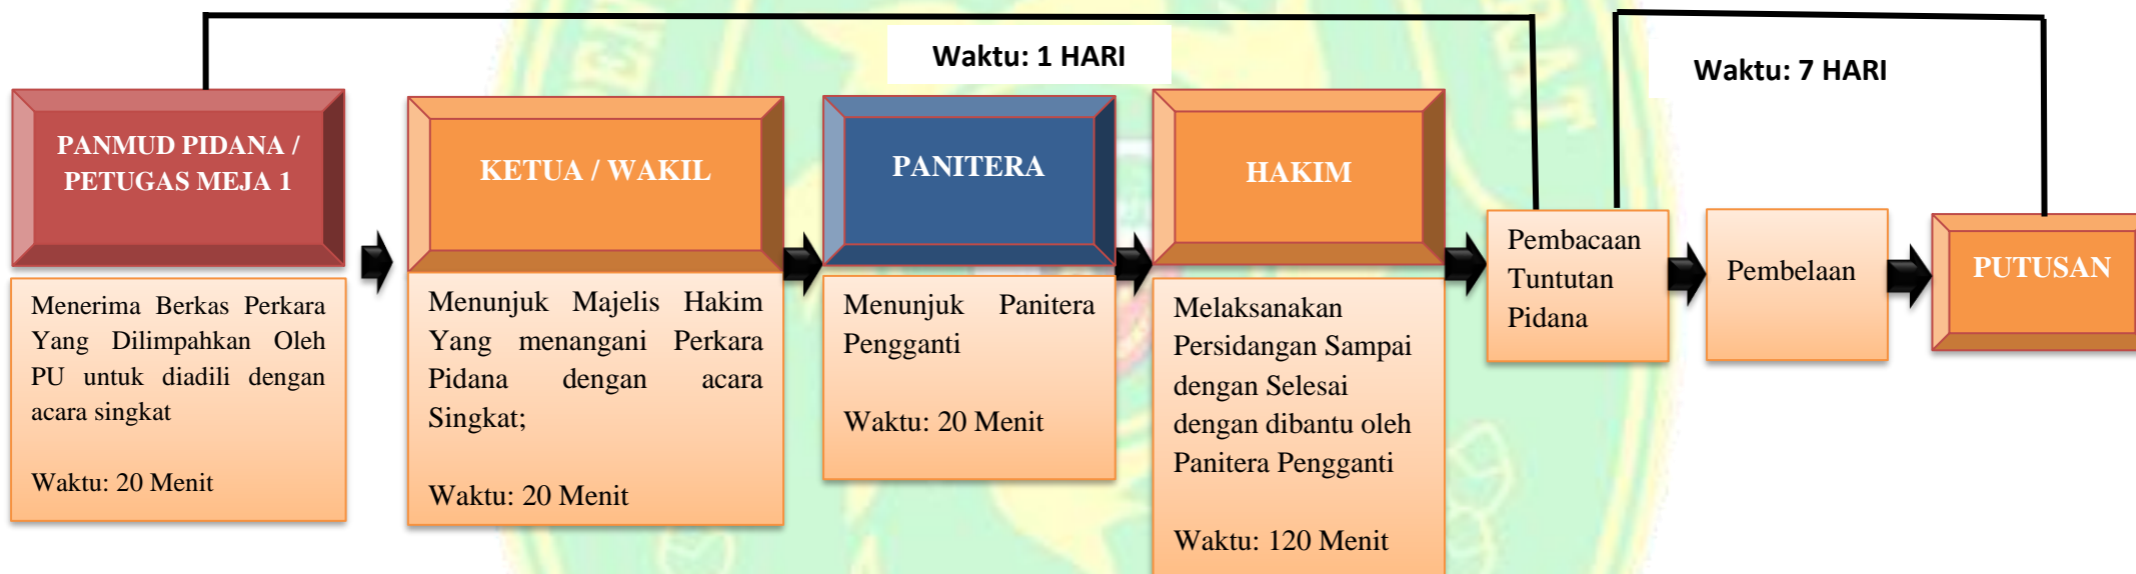 Waktu: 1 HARI
Waktu: 7 HARI
PANMUD PIDANA /
PETUGAS MEJA 1
Menerima Berkas Perkara
Yang Dilimpahkan Oleh
PU untuk diadili dengan
acara singkat
Waktu: 20 Menit
KETUA / WAKIL
Menunjuk Majelis Hakim
Yang menangani Perkara
Pidana dengan acara
Singkat;
Waktu: 20 Menit
PANITERA
Menunjuk Panitera
Pengganti
Waktu: 20 Menit
HAKIM
Melaksanakan
Persidangan Sampai
dengan Selesai
dengan dibantu oleh
Panitera Pengganti
Waktu: 120 Menit
Pembacaan
Tuntutan
Pidana
Pembelaan
PUTUSAN